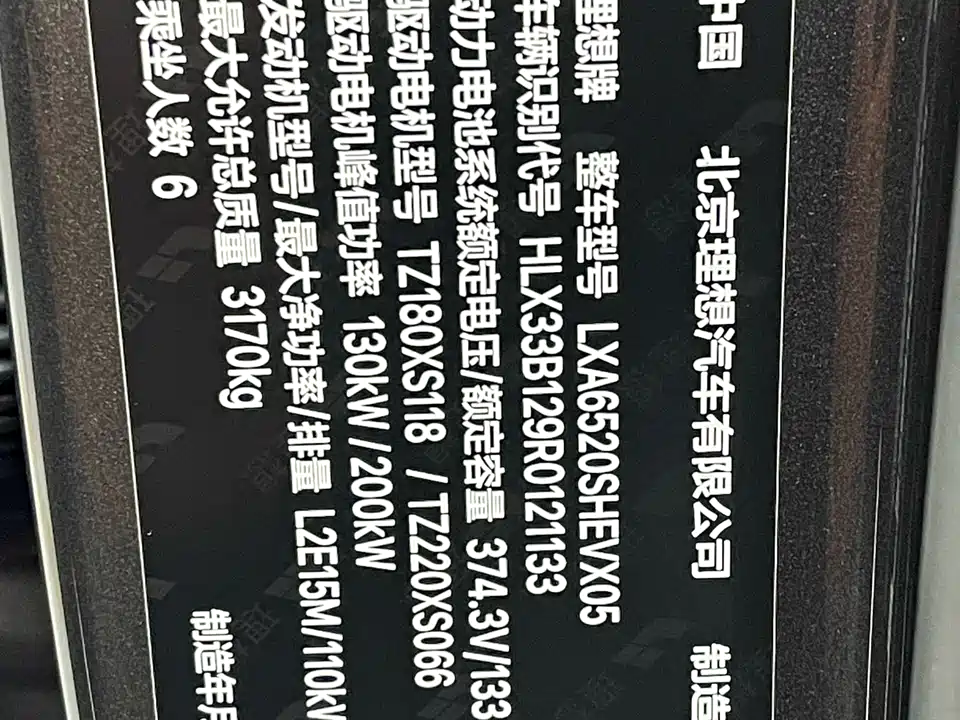 中国 北京理想汽车有限公司 制造
理想牌 整车型号 LXA6520SHEVX05
车辆识别代号 HLX33B129R0121133
动力电池系统额定电压/额定容量 374.3V/133
驱动电机型号 TZ180XS118 / TZ220XS066
驱动电机峰值功率 130kW/200kW
发动机型号/最大净功率/排量 L2E15M/110kW
最大允许总质量 3170kg
乘坐人数 6
制造年月